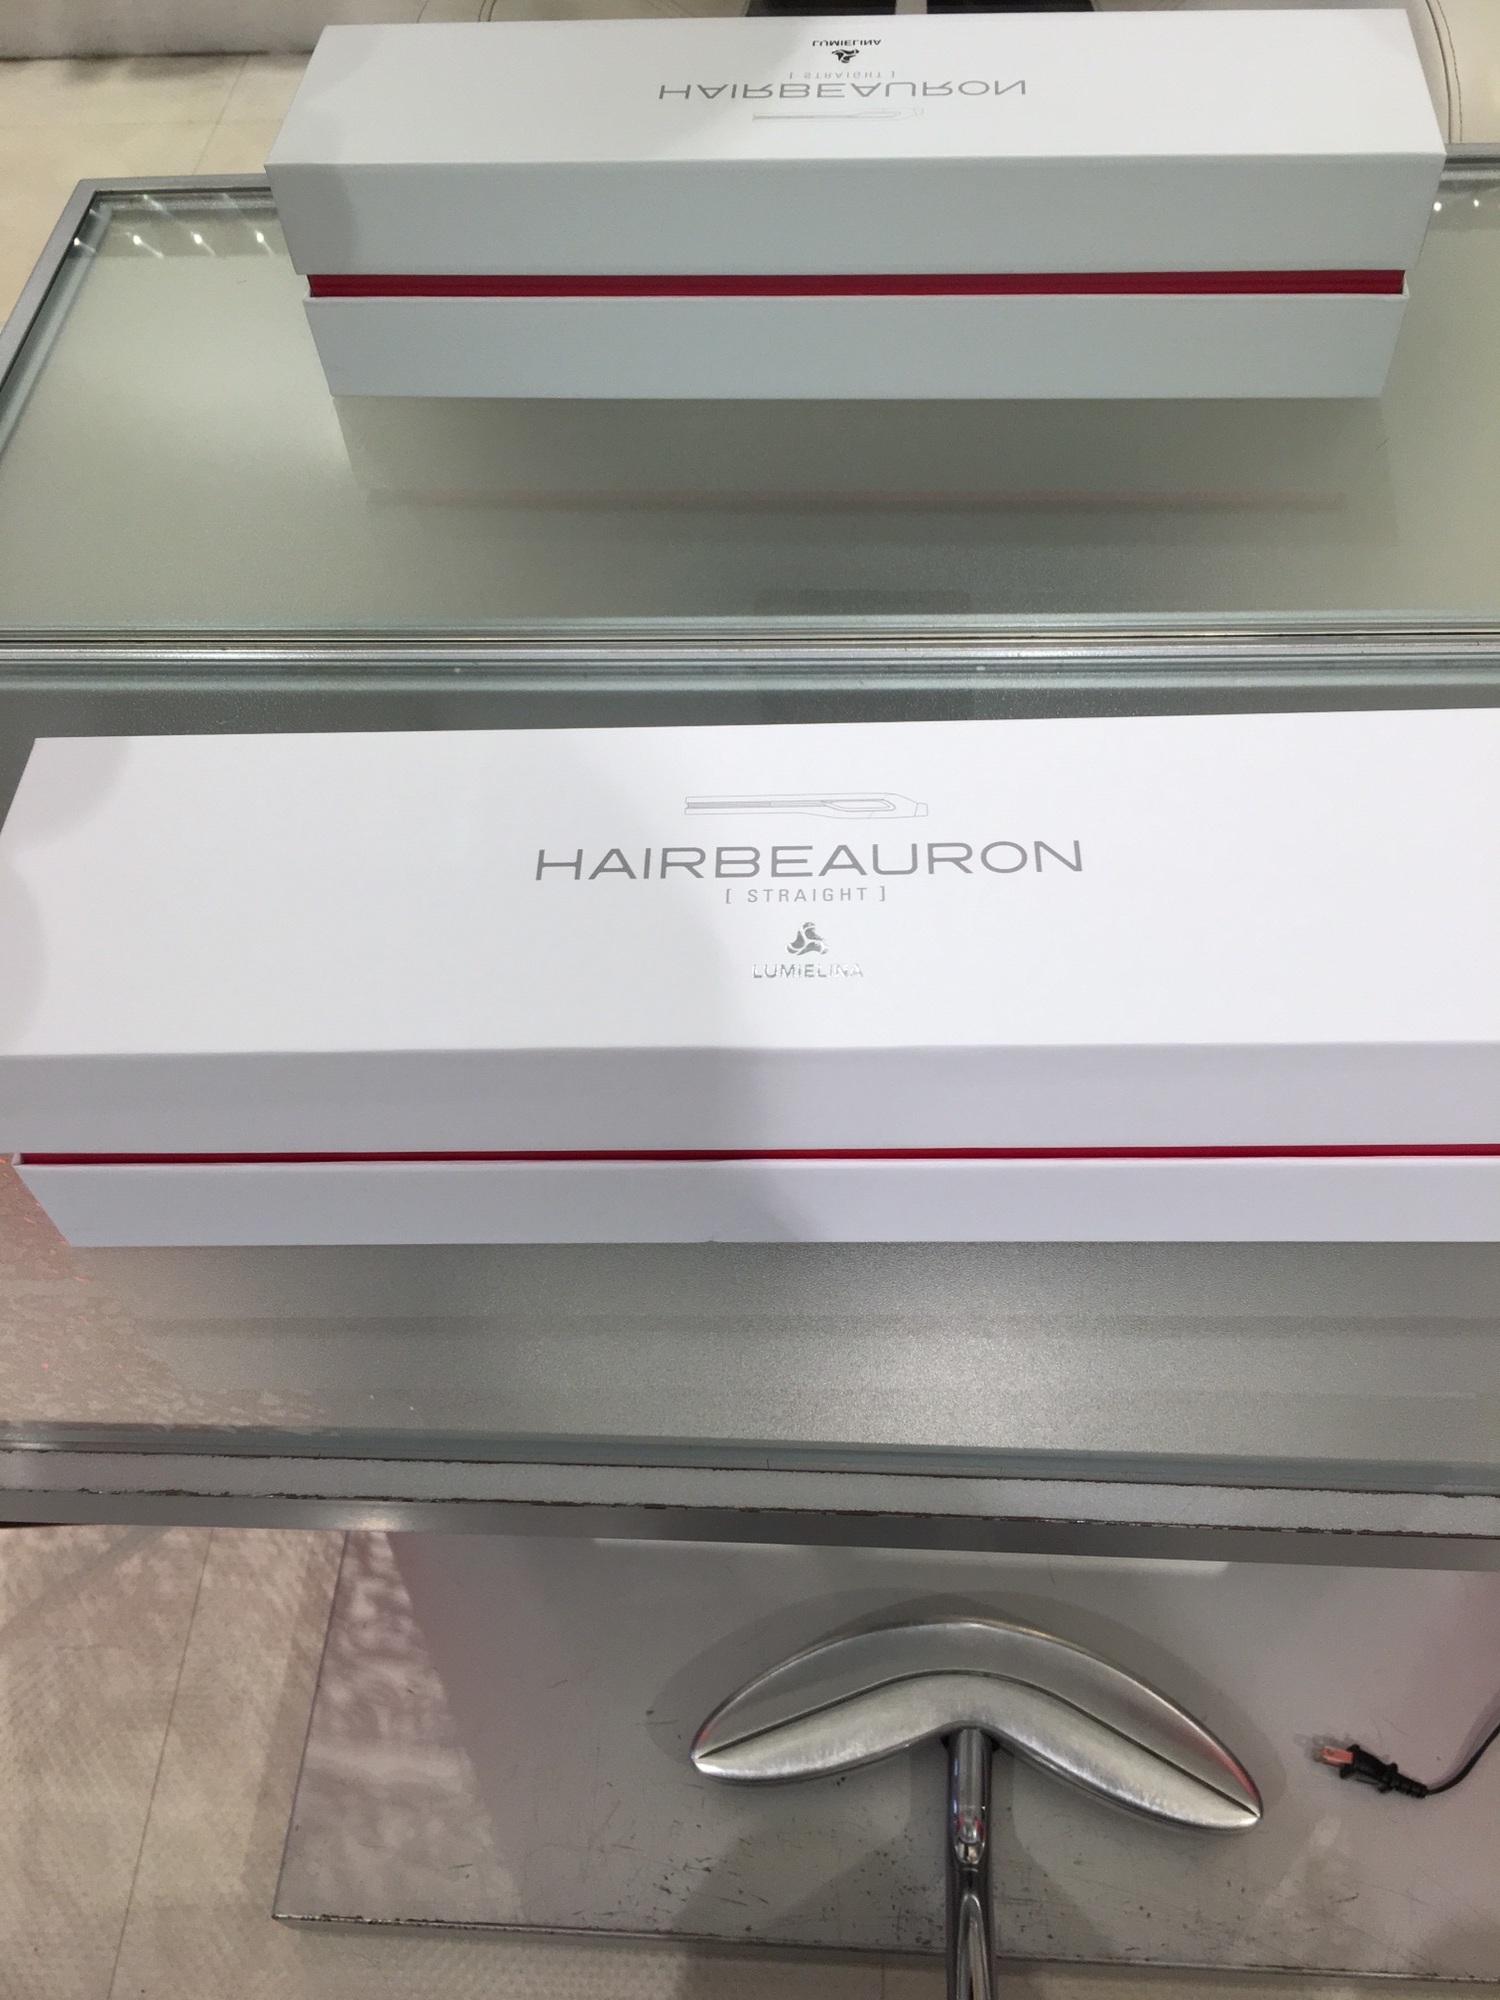 LUMIELINA
[ STRAIGHT ]
HAIRBEAURON
HAIRBEAURON
[ STRAIGHT ]
LUMIELINA